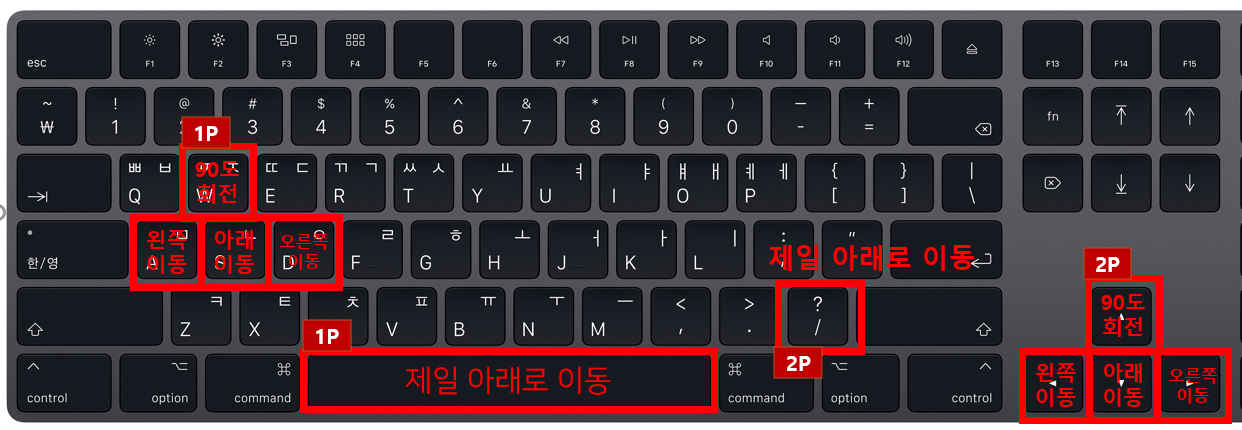 esc F1 F2 F3 F4 F5 F6 F7 F8 F9 F10 F11 F12 F13 F14 F15
~ ! @ # $ % ^ & * ( ) — +
₩ 1 3 4 5 6 7 8 9 0 - = fn
1P
ㅃ ㅂ ㄸ ㄷ ㄲ ㄱ ㅆ ㅅ ㅛ ㅕ ㅑ ㅒ ㅐ ㅖ ㅔ { } |
90도
회전
Q W E R T Y U I O P [ ] \
왼쪽 아래 오른쪽 ㄹ ㅎ ㅗ ㅓ ㅏ ㅣ : "
이동 이동 이동
한/영 A S D F G H J K L
제일 아래로 이동
2P
90도
회전
ㅋ ㅌ ㅊ ㅍ ㅠ ㅜ ㅡ < > ?
Z X V B N M , . /
1P
2P
제일 아래로 이동
왼쪽 아래 오른쪽
이동 이동 이동
control option command command option control